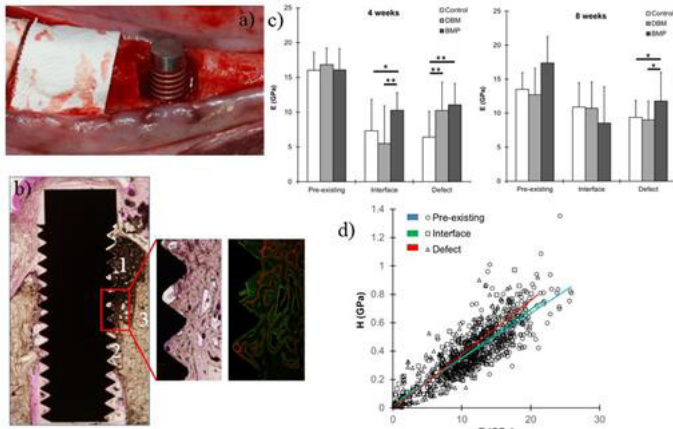 a)
c)
4 weeks
Control
DBM
BMP
25
20
15
10
5
0
E (GPa)
*
**
**
**
Pre-existing
Interface
Defect
8 weeks
Control
DBM
BMP
25
20
15
10
5
0
E (GPa)
*
*
Pre-existing
Interface
Defect
b)
1
2
3
d)
Pre-existing
Interface
Defect
1.4
1.2
1
0.8
0.6
0.4
0.2
0
H (GPa)
0
10
20
30